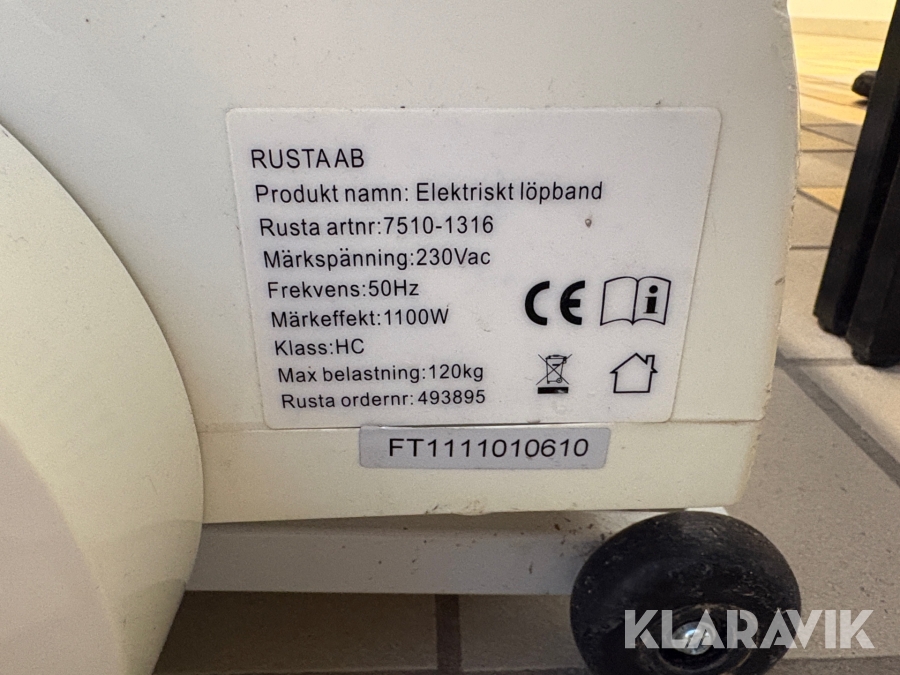 RUSTA AB
Produkt namn: Elektriskt löpband
Rusta artnr:7510-1316
Märkspänning:230Vac
Frekvens:50Hz
Märkeffekt:1100W
Klass:HC
Max belastning:120kg
Rusta ordernr: 493895
CE
i
FT1111010610
KLARAVIK